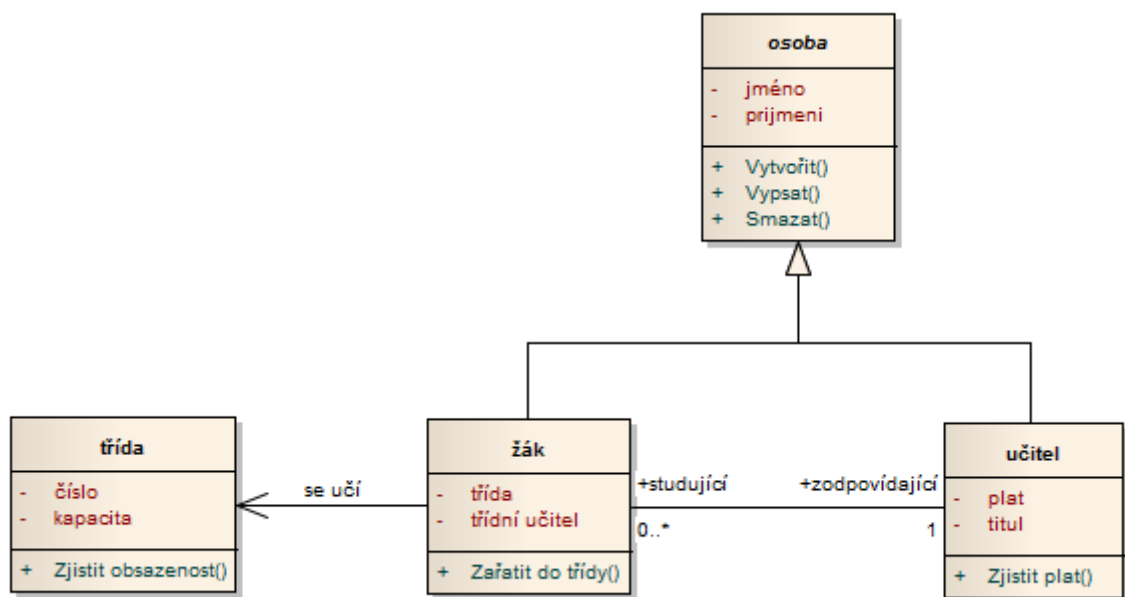 osoba
- jméno
- prijmeni
+ Vytvořit()
+ Vypsat()
+ Smazat()
třída
- číslo
- kapacita
+ Zjistit obsazenost()
se učí
žák
- třída
- třídní učitel
+ Zařatit do třídy()
+studující
0..*
+zodpovídající
1
učitel
- plat
- titul
+ Zjistit plat()